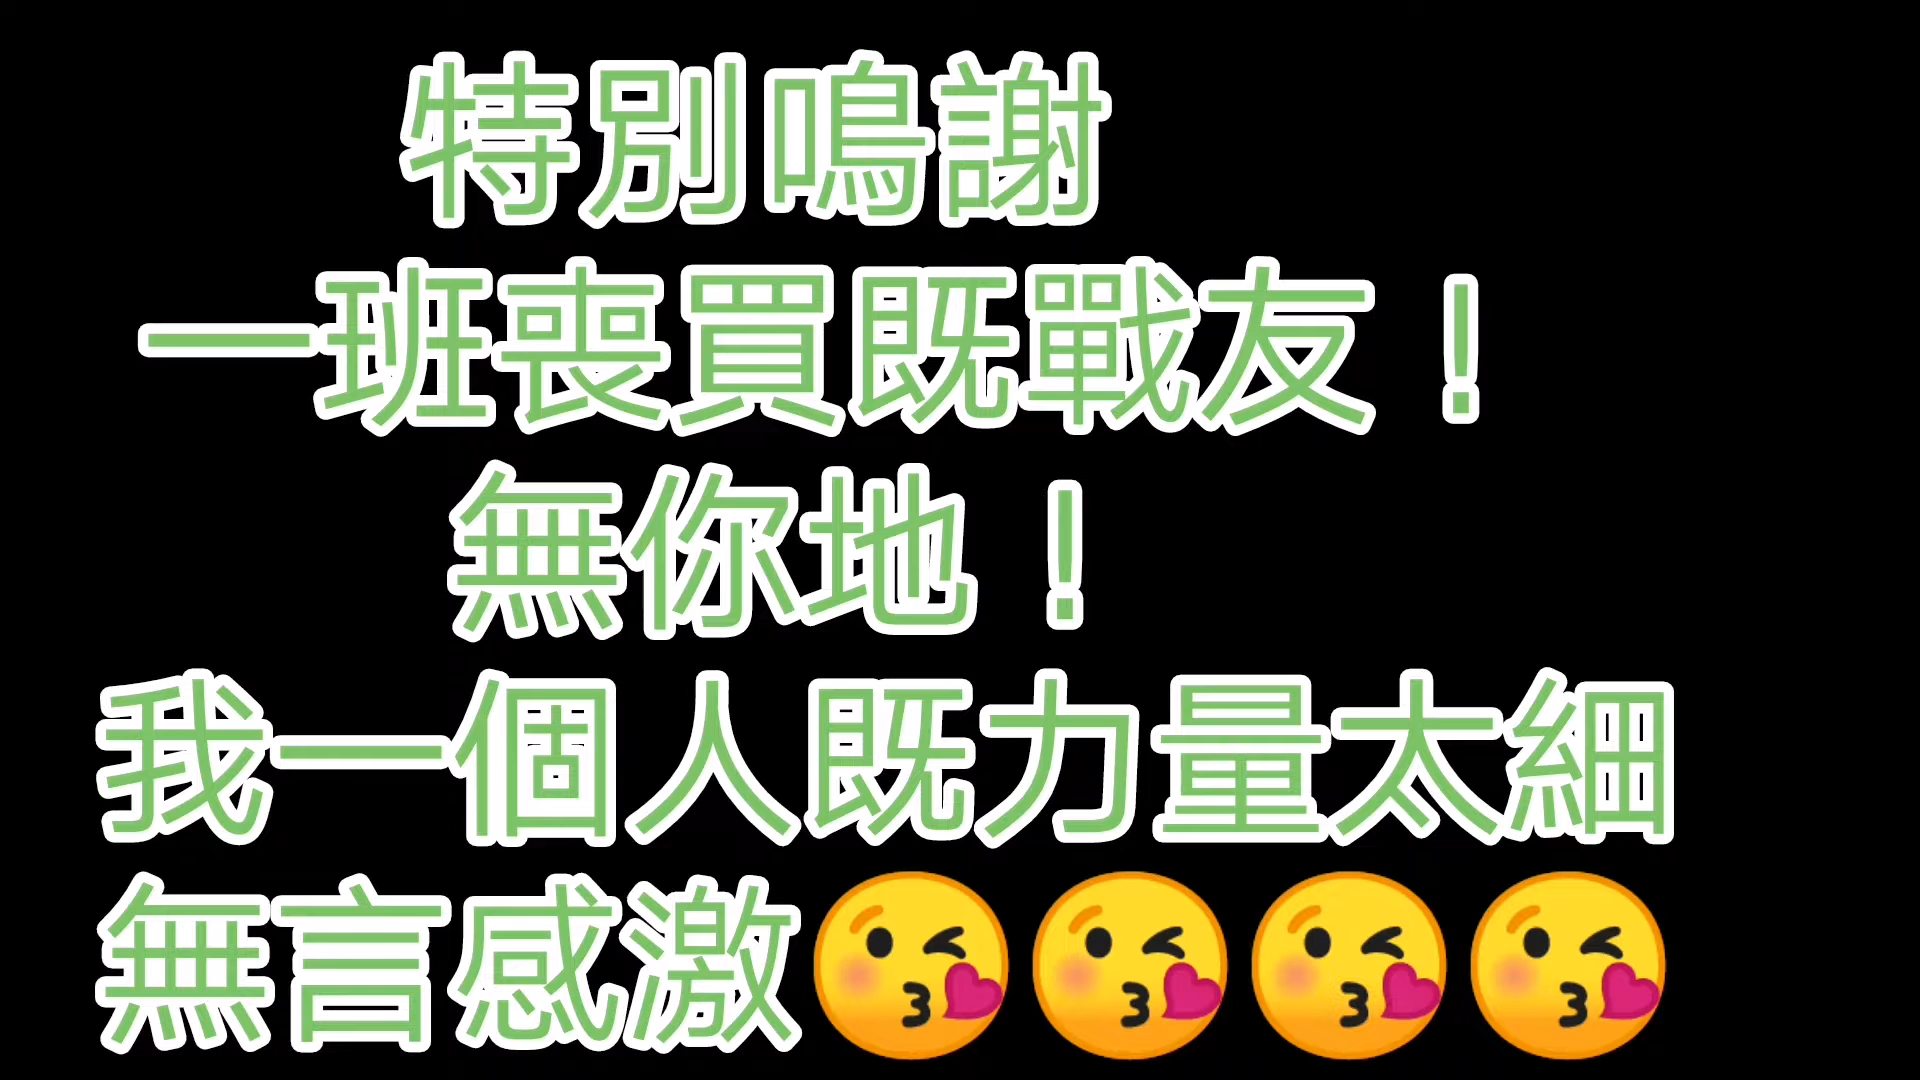 特別鳴謝
一班喪買既戰友！
無你地！
我一個人既力量太細
無言感激😘😘😘😘